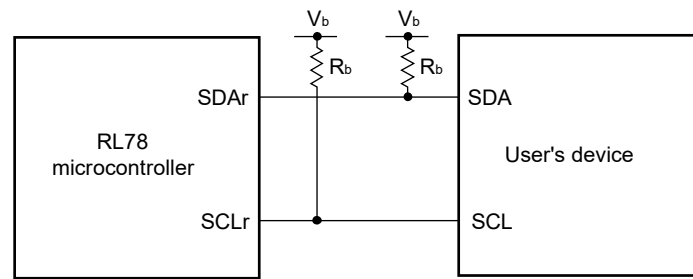 Vb Vb
Rb Rb
SDAr SDA
RL78
microcontroller
User's device
SCLr SCL